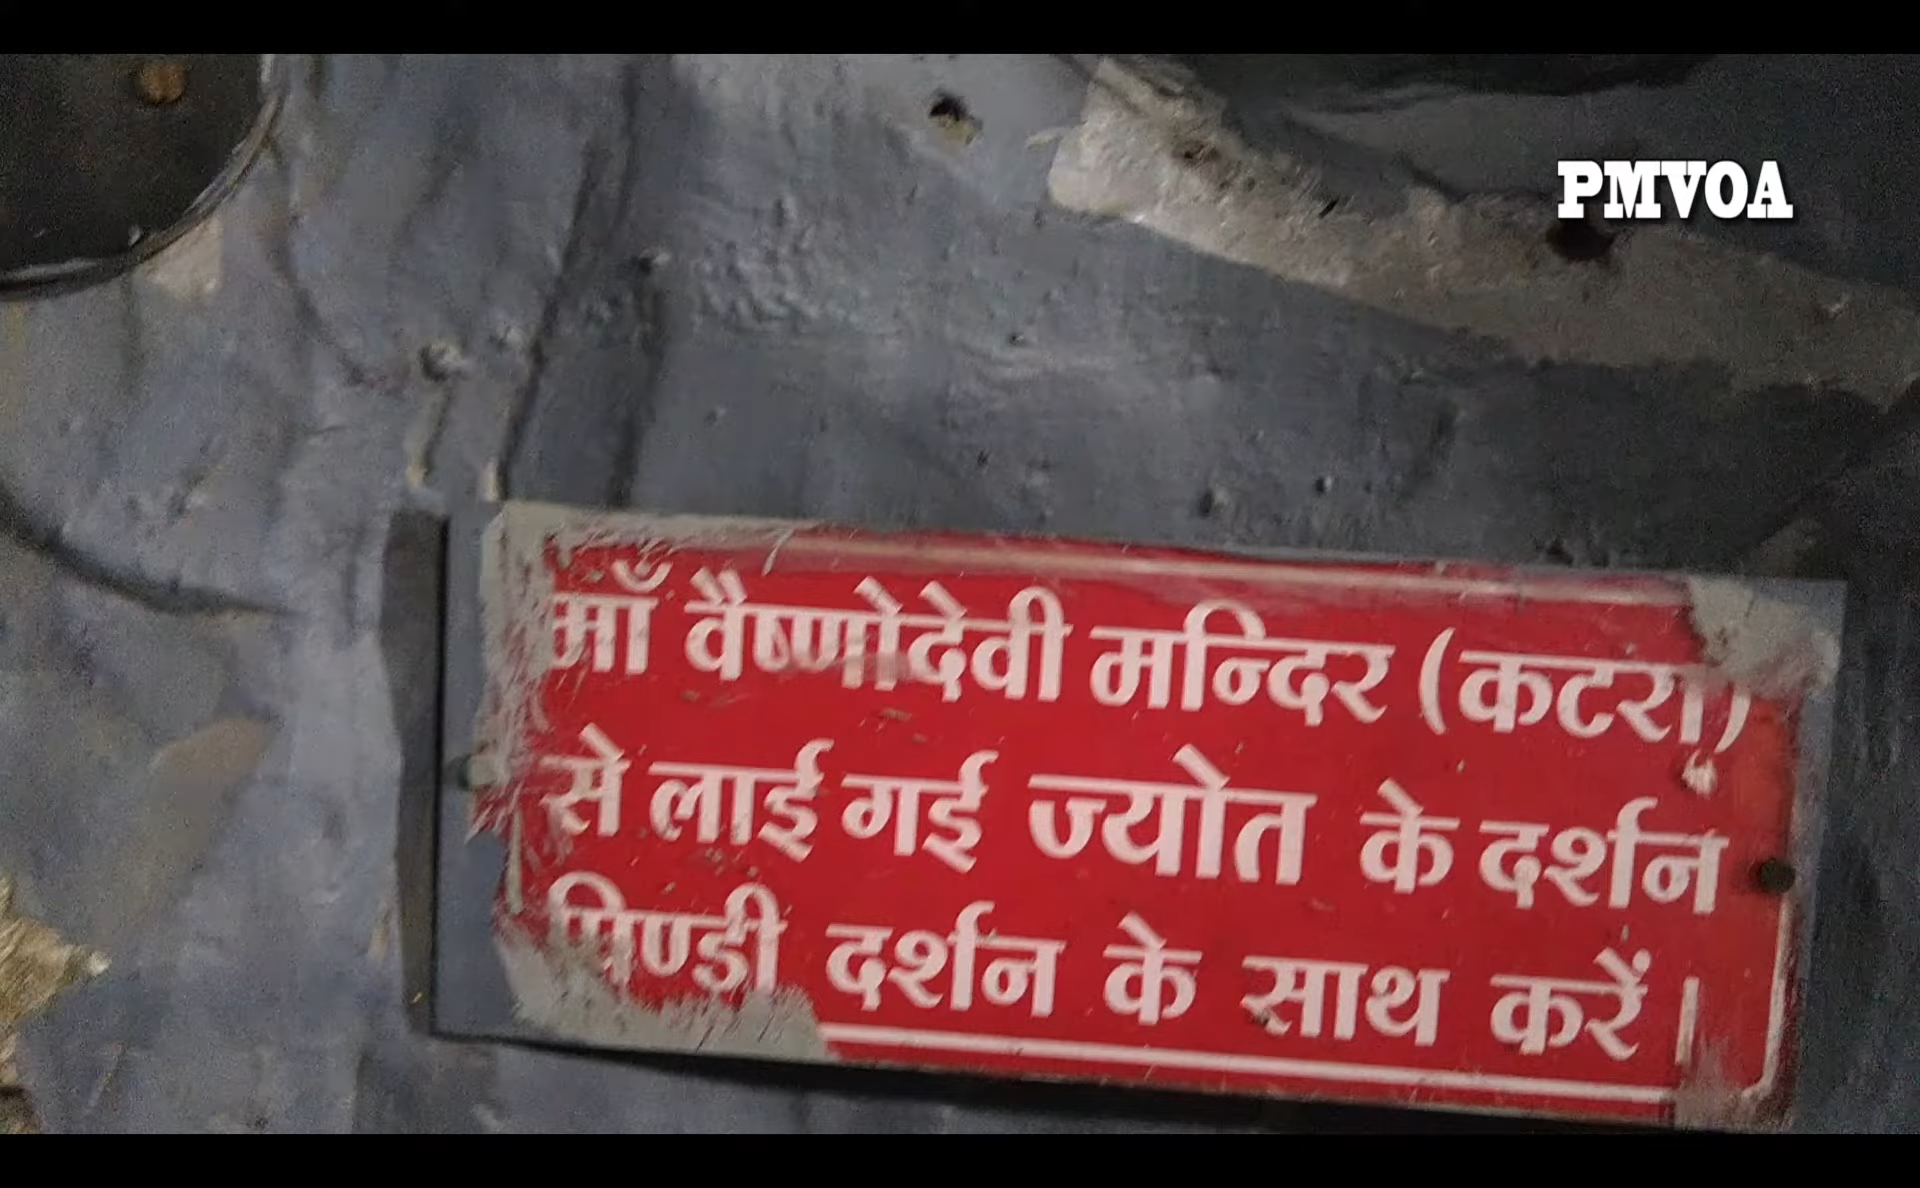 PMVOA
माँ वैष्णोदेवी मन्दिर (कटरा)
से लाई गई ज्योत के दर्शन
पिण्डी दर्शन के साथ करें।